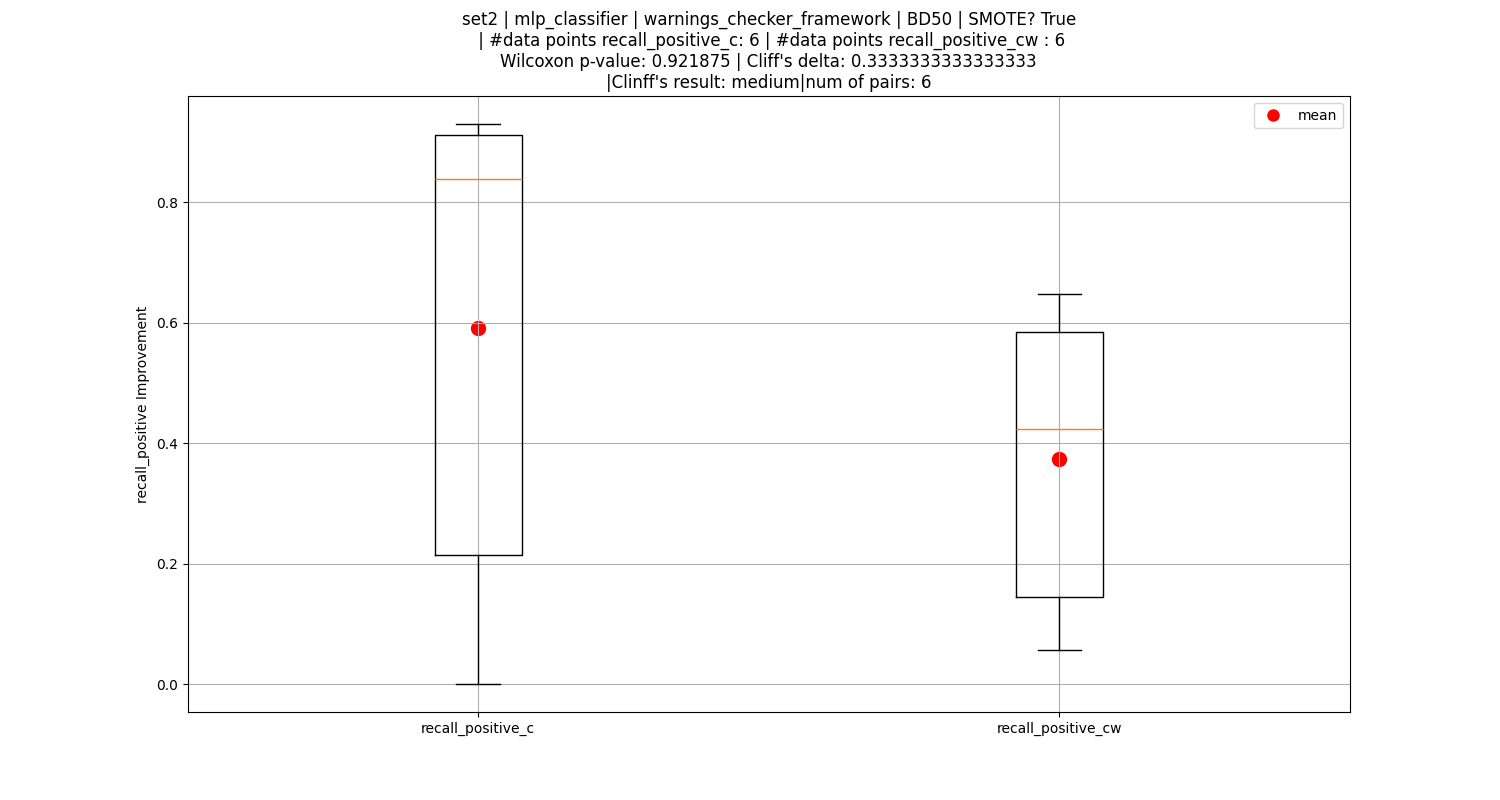 set2 | mlp_classifier | warnings_checker_framework | BD50 | SMOTE? True
| #data points recall_positive_c: 6 | #data points recall_positive_cw : 6
Wilcoxon p-value: 0.921875 | Cliff's delta: 0.3333333333333333
|Clinff's result: medium|num of pairs: 6
mean
0.8
0.6
0.4
0.2
0.0
recall_positive Improvement
recall_positive_c
recall_positive_cw